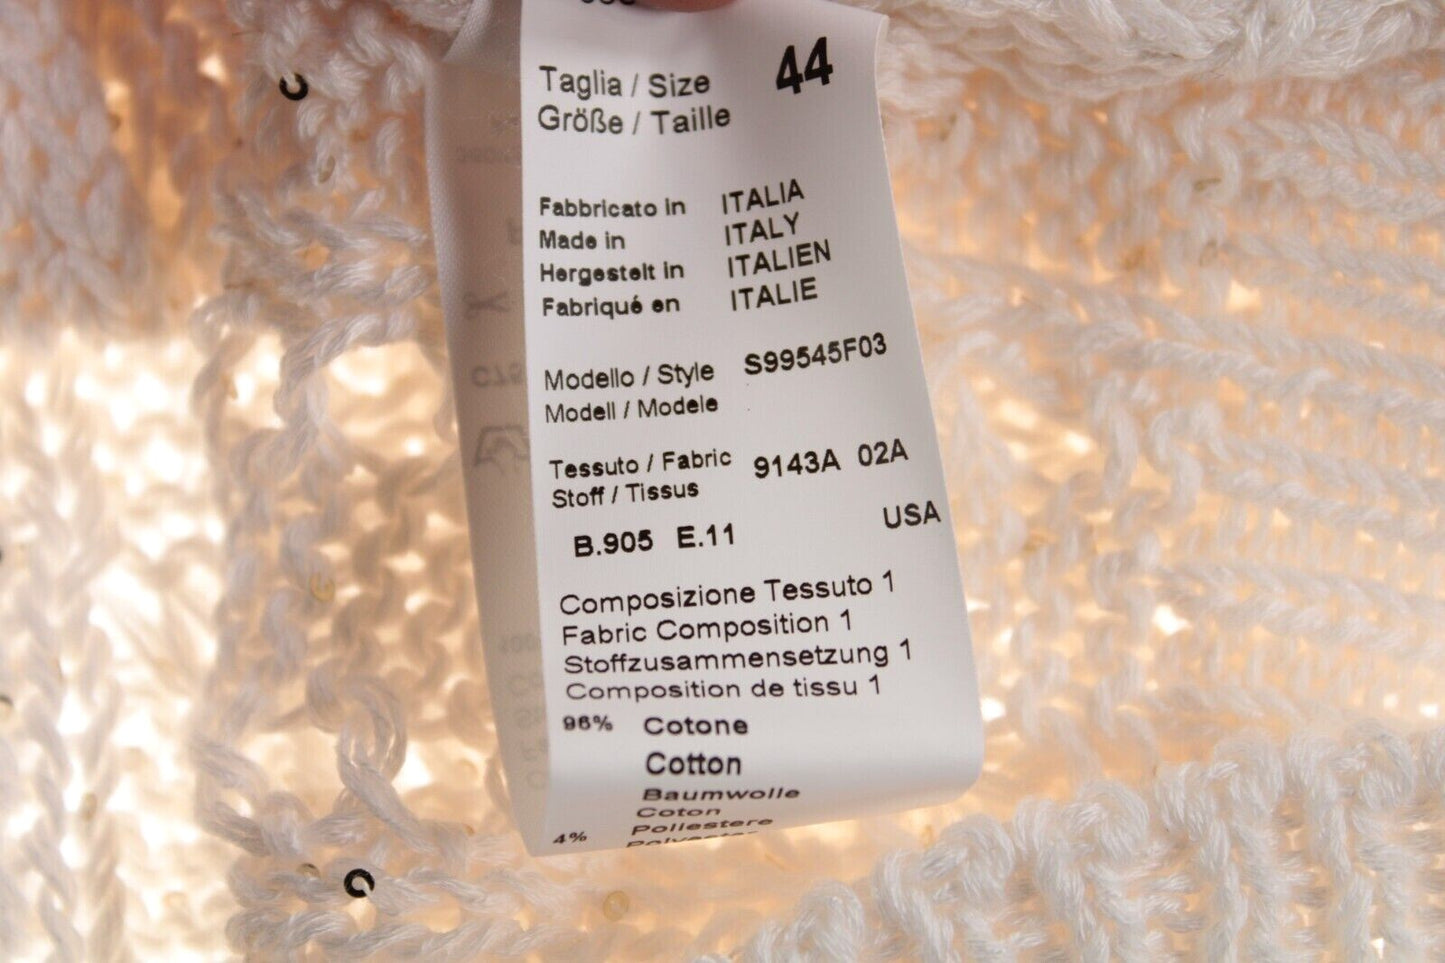 Taglia / Size 44
Größe / Taille
Fabbricato in ITALIA
Made in ITALY
Hergestelt in ITALIEN
Fabriqué en ITALIE
Modello / Style S99545F03
Modell / Modele
Tessuto / Fabric 9143A 02A
Stoff / Tissus
B.905 E.11 USA
Composizione Tessuto 1
Fabric Composition 1
Stoffzusammensetzung 1
Composition de tissu 1
96% Cotone
Cotton
Baumwolle
Coton
4% Poliestere
Polyester